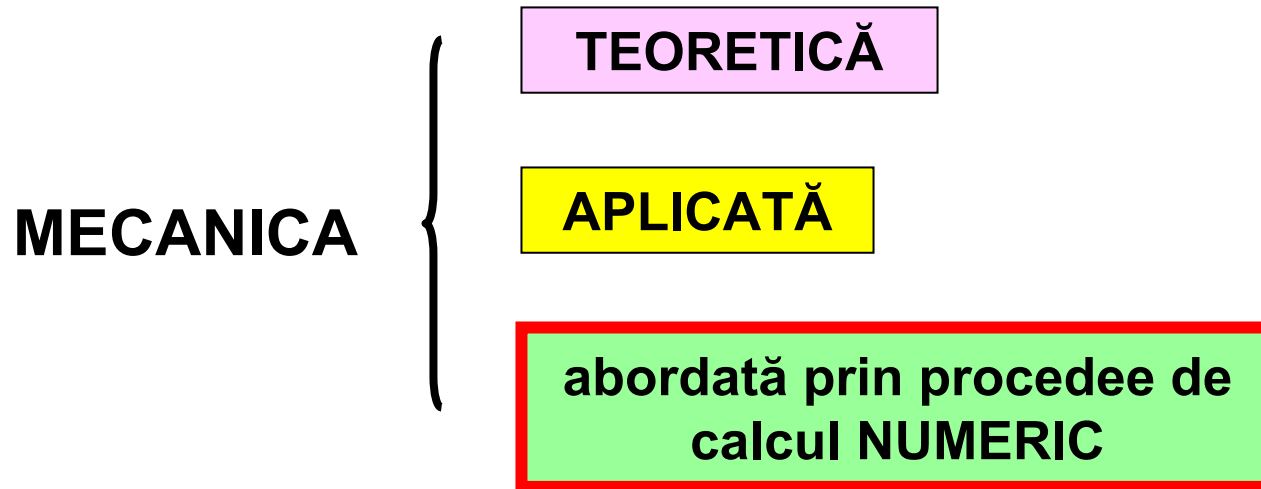 TEORETICĂ
APLICATĂ
MECANICA
abordată prin procedee de
calcul NUMERIC